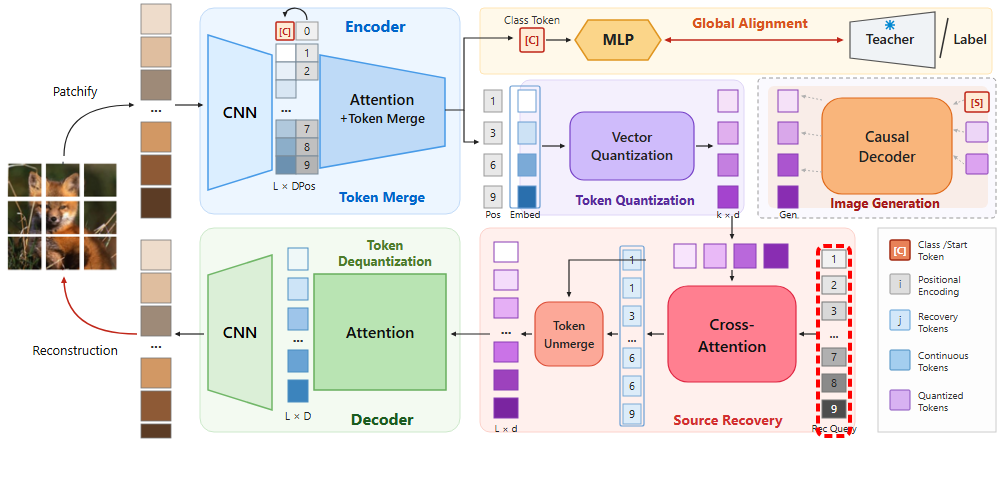 Patchify
Reconstruction
...
...
Encoder
[C]
0
1
2
...
7
8
9
L × DPos
CNN
Attention
+Token Merge
Token Merge
Class Token
[C]
MLP
Global Alignment
Teacher
Label
1
3
6
9
Pos
Embed
Vector
Quantization
Token Quantization
k × d
Gen
Causal
Decoder
[S]
Image Generation
CNN
Token
Dequantization
Attention
L × D
Decoder
...
L × d
Token
Unmerge
1
1
3
...
6
6
9
Cross-
Attention
Source Recovery
1
2
3
...
7
8
9
Rec Query
[C]
Class /Start
Token
i
Positional
Encoding
j
Recovery
Tokens
Continuous
Tokens
Quantized
Tokens